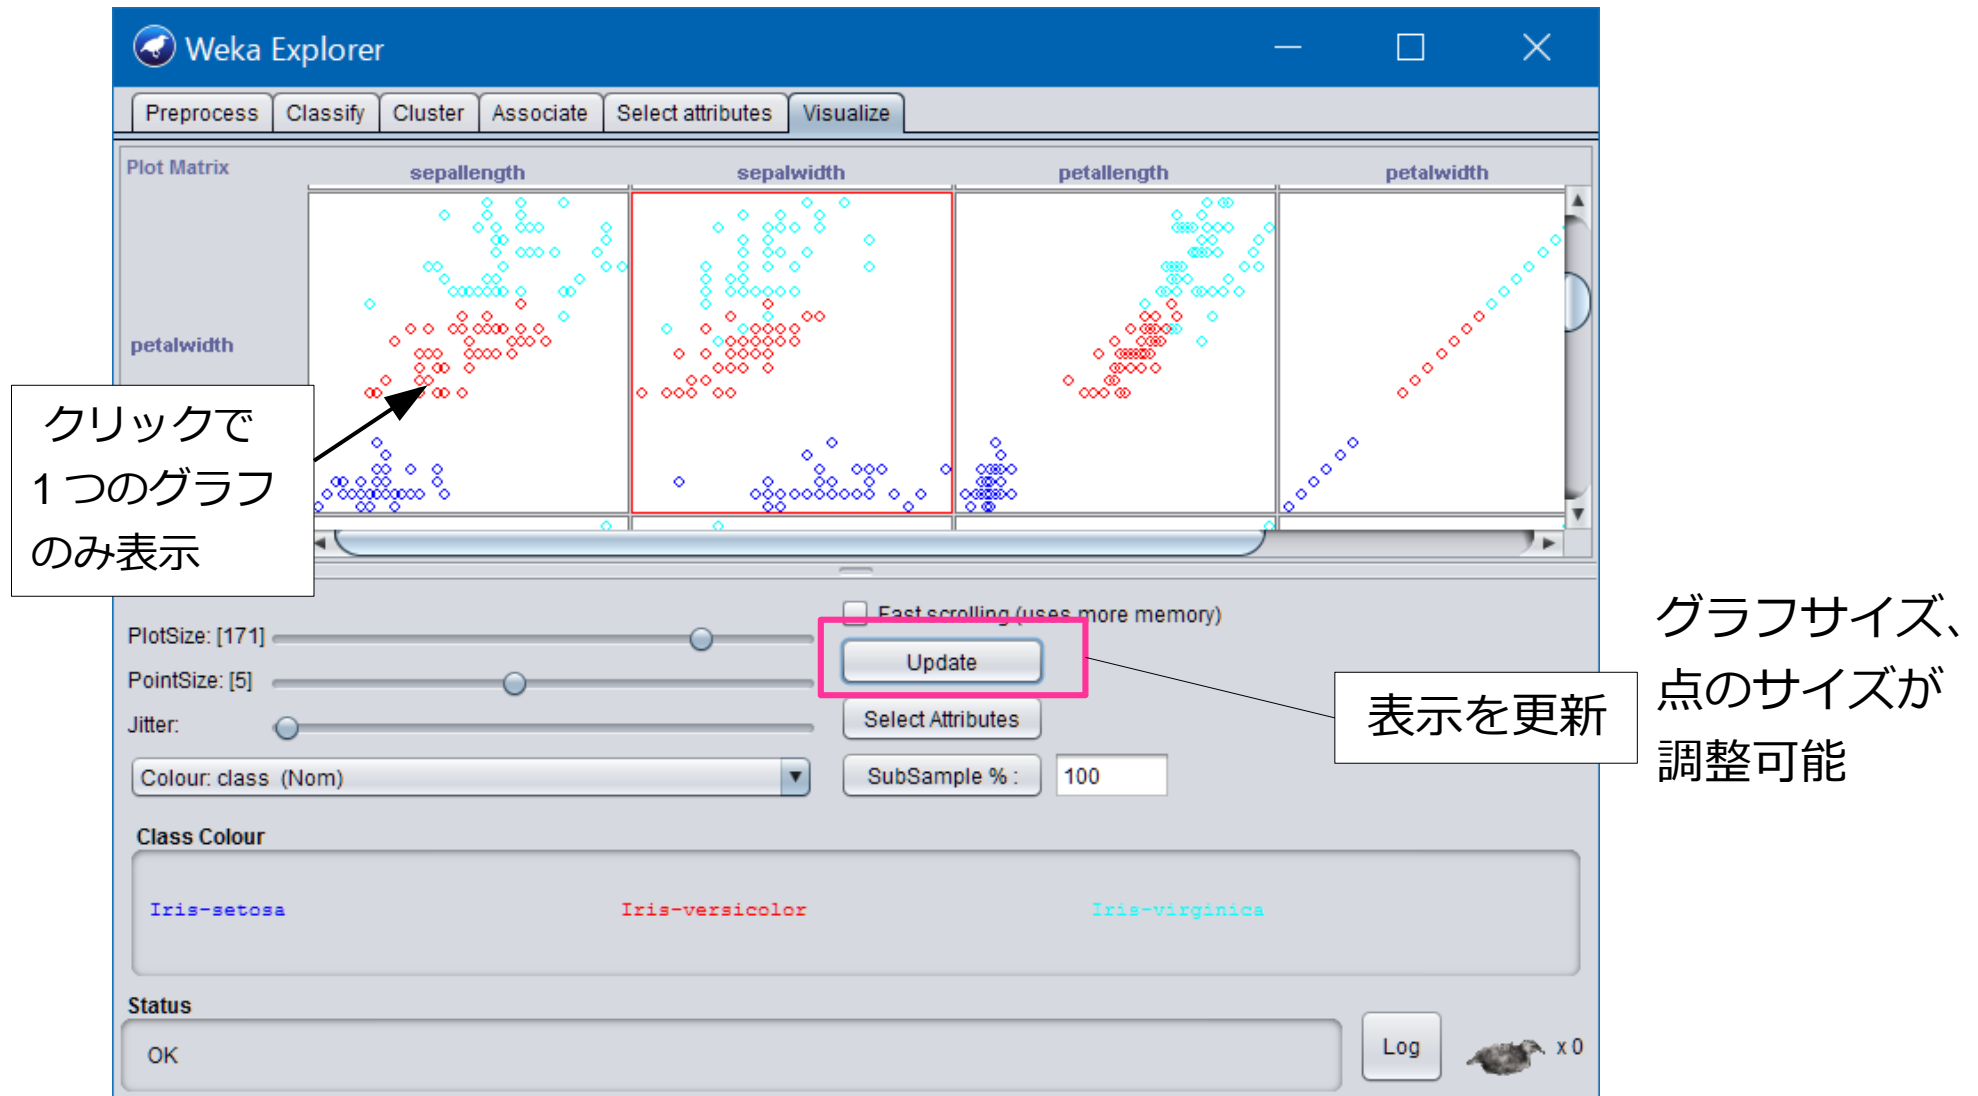 Weka Explorer
Preprocess Classify Cluster Associate Select attributes Visualize
Plot Matrix sepallength sepalwidth petallength petalwidth
petalwidth
クリックで
1つのグラフ
のみ表示
Fast scrolling (uses more memory)
PlotSize: [171]
Update
PointSize: [5]
Select Attributes
Jitter:
Colour: class (Nom)
SubSample % : 100
表示を更新
グラフサイズ、
点のサイズが
調整可能
Class Colour
Iris-setosa Iris-versicolor Iris-virginica
Status
OK
Log
x 0